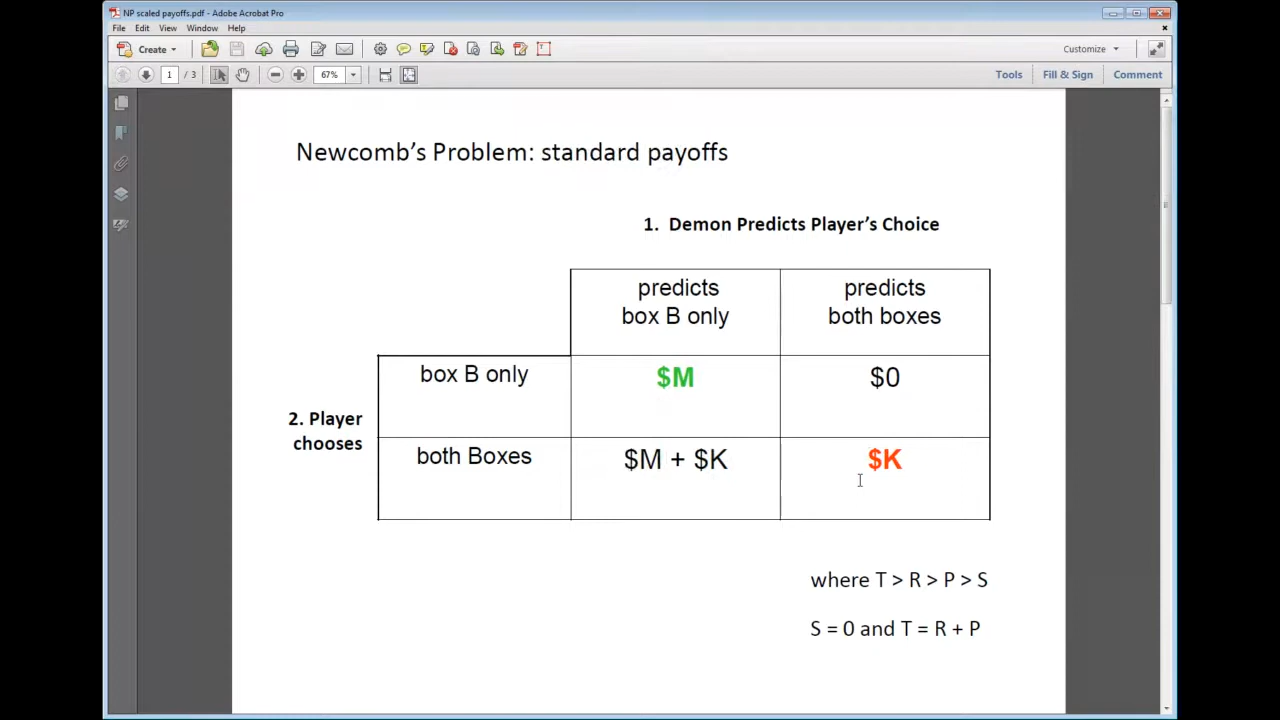 NP scaled payoffs.pdf - Adobe Acrobat Pro
File Edit View Window Help
Create Customize
1 / 3 67% Tools Fill & Sign Comment
Newcomb's Problem: standard payoffs
1. Demon Predicts Player's Choice
predicts predicts
box B only both boxes
box B only $M $0
2. Player
chooses
both Boxes $M + $K $K
where T > R > P > S
S = 0 and T = R + P